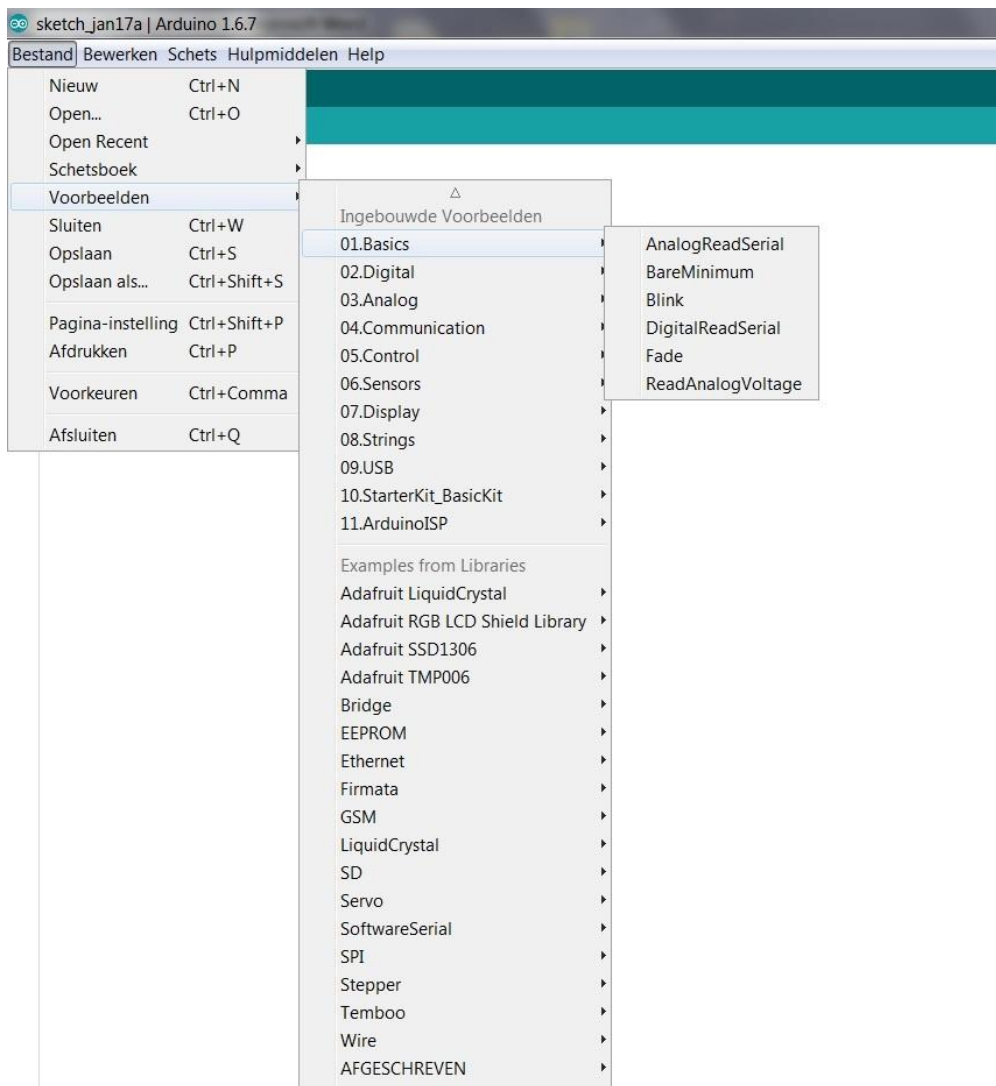 sketch_jan17a | Arduino 1.6.7
Bestand Bewerken Schets Hulpmiddelen Help
Nieuw Ctrl+N
Open... Ctrl+O
Open Recent
Schetsboek
Voorbeelden
Sluiten Ctrl+W
Opslaan Ctrl+S
Opslaan als... Ctrl+Shift+S
Pagina-instelling Ctrl+Shift+P
Afdrukken Ctrl+P
Voorkeuren Ctrl+Comma
Afsluiten Ctrl+Q
Ingebouwde Voorbeelden
01.Basics
02.Digital
03.Analog
04.Communication
05.Control
06.Sensors
07.Display
08.Strings
09.USB
10.StarterKit_BasicKit
11.ArduinoISP
Examples from Libraries
Adafruit LiquidCrystal
Adafruit RGB LCD Shield Library
Adafruit SSD1306
Adafruit TMP006
Bridge
EEPROM
Ethernet
Firmata
GSM
LiquidCrystal
SD
Servo
SoftwareSerial
SPI
Stepper
Temboo
Wire
AFGESCHREVEN
AnalogReadSerial
BareMinimum
Blink
DigitalReadSerial
Fade
ReadAnalogVoltage